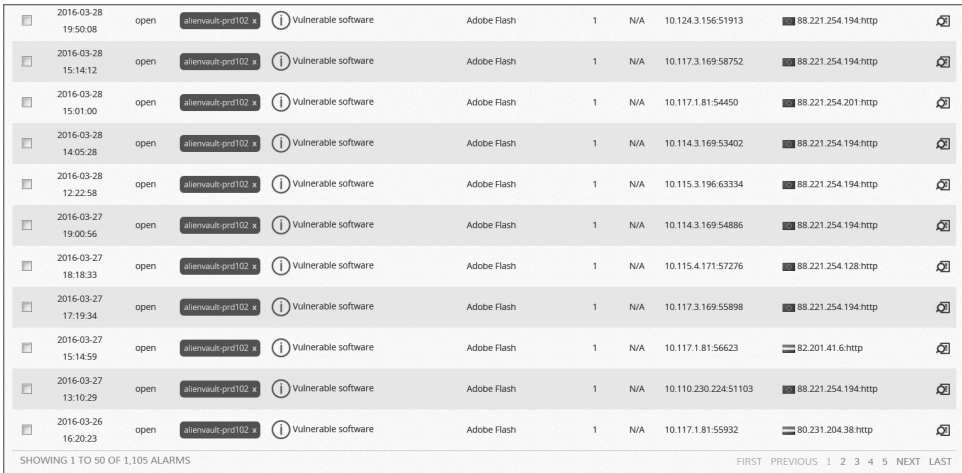 2016-03-28
19:50:08 open alienvault-prd102 x i Vulnerable software Adobe Flash 1 N/A 10.124.3.156:51913 88.221.254.194:http
2016-03-28
15:14:12 open alienvault-prd102 x i Vulnerable software Adobe Flash 1 N/A 10.117.3.169:58752 88.221.254.194:http
2016-03-28
15:01:00 open alienvault-prd102 x i Vulnerable software Adobe Flash 1 N/A 10.117.1.81:54450 88.221.254.201:http
2016-03-28
14:05:28 open alienvault-prd102 x i Vulnerable software Adobe Flash 1 N/A 10.114.3.169:53402 88.221.254.194:http
2016-03-28
12:22:58 open alienvault-prd102 x i Vulnerable software Adobe Flash 1 N/A 10.115.3.196:63334 88.221.254.194:http
2016-03-27
19:00:56 open alienvault-prd102 x i Vulnerable software Adobe Flash 1 N/A 10.114.3.169:54886 88.221.254.194:http
2016-03-27
18:18:33 open alienvault-prd102 x i Vulnerable software Adobe Flash 1 N/A 10.115.4.171:57276 88.221.254.128:http
2016-03-27
17:19:34 open alienvault-prd102 x i Vulnerable software Adobe Flash 1 N/A 10.117.3.169:55898 88.221.254.194:http
2016-03-27
15:14:59 open alienvault-prd102 x i Vulnerable software Adobe Flash 1 N/A 10.117.1.81:56623 82.201.41.6:http
2016-03-27
13:10:29 open alienvault-prd102 x i Vulnerable software Adobe Flash 1 N/A 10.110.230.224:51103 88.221.254.194:http
2016-03-26
16:20:23 open alienvault-prd102 x i Vulnerable software Adobe Flash 1 N/A 10.117.1.81:55932 80.231.204.38:http
SHOWING 1 TO 50 OF 1,105 ALARMS FIRST PREVIOUS 1 2 3 4 5 NEXT LAST